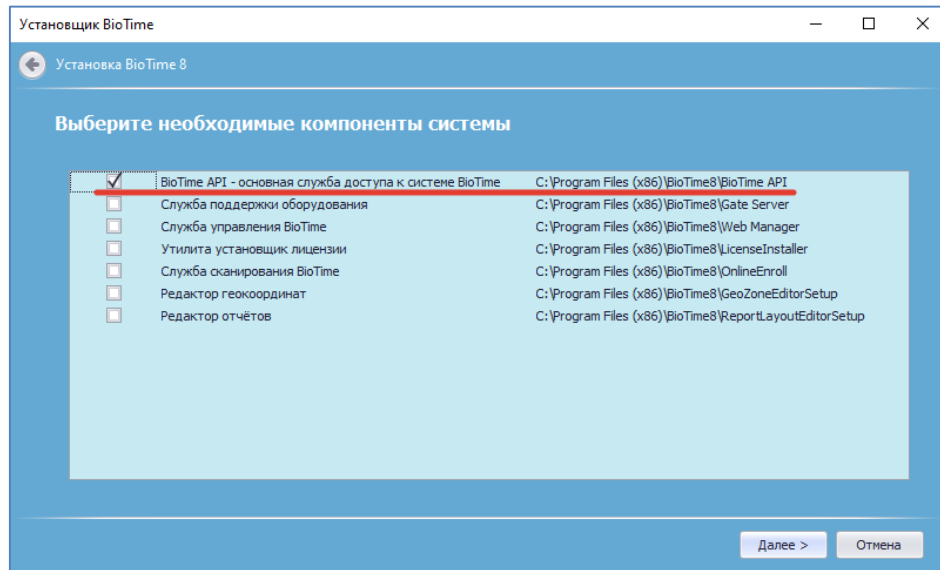 Установщик BioTime
Установка BioTime 8
Выберите необходимые компоненты системы
BioTime API - основная служба доступа к системе BioTime C:\Program Files (x86)\BioTime8\BioTime API
Служба поддержки оборудования C:\Program Files (x86)\BioTime8\Gate Server
Служба управления BioTime C:\Program Files (x86)\BioTime8\Web Manager
Утилита установщик лицензии C:\Program Files (x86)\BioTime8\LicenseInstaller
Служба сканирования BioTime C:\Program Files (x86)\BioTime8\OnlineEnroll
Редактор геокоординат C:\Program Files (x86)\BioTime8\GeoZoneEditorSetup
Редактор отчётов C:\Program Files (x86)\BioTime8\ReportLayoutEditorSetup
Далее > Отмена